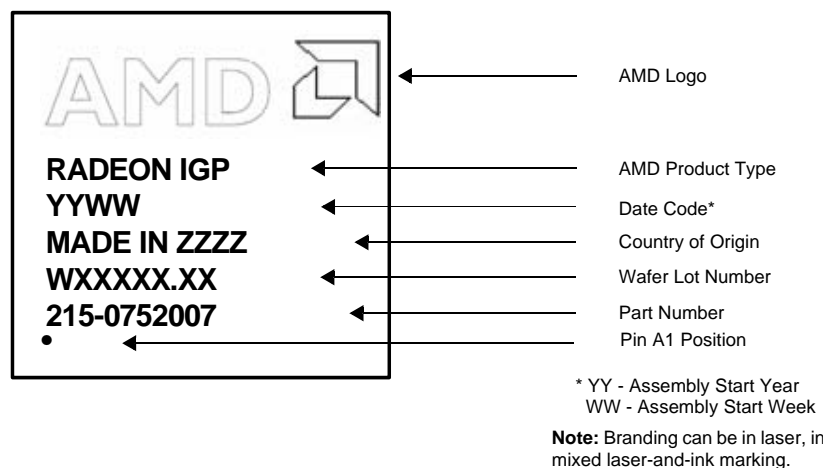 AMD
AMD Logo
RADEON IGP
AMD Product Type
YYWW
Date Code*
MADE IN ZZZZ
Country of Origin
WXXXXX.XX
Wafer Lot Number
215-0752007
Part Number
Pin A1 Position
* YY - Assembly Start Year
WW - Assembly Start Week
Note: Branding can be in laser, in
mixed laser-and-ink marking.